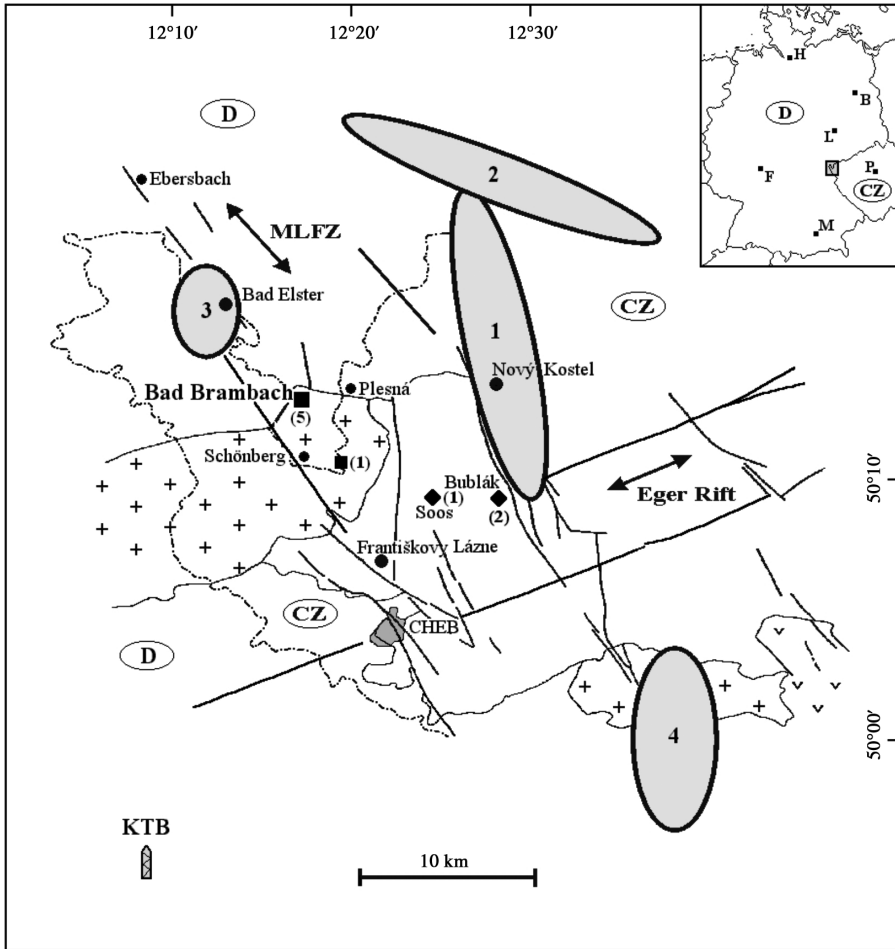 12°10′ 12°20′ 12°30′
H
D
B
D
L
2
F
P
CZ
Ebersbach
MLFZ
M
3
Bad Elster
CZ
1
Nový Kostel
Bad Brambach
Plesná
(5)
Schönberg
(1)
Bublák
50°10′
(1)
Eger Rift
Soos
(2)
Františkovy Lázne
CZ
CHEB
D
4
50°00′
KTB
10 km